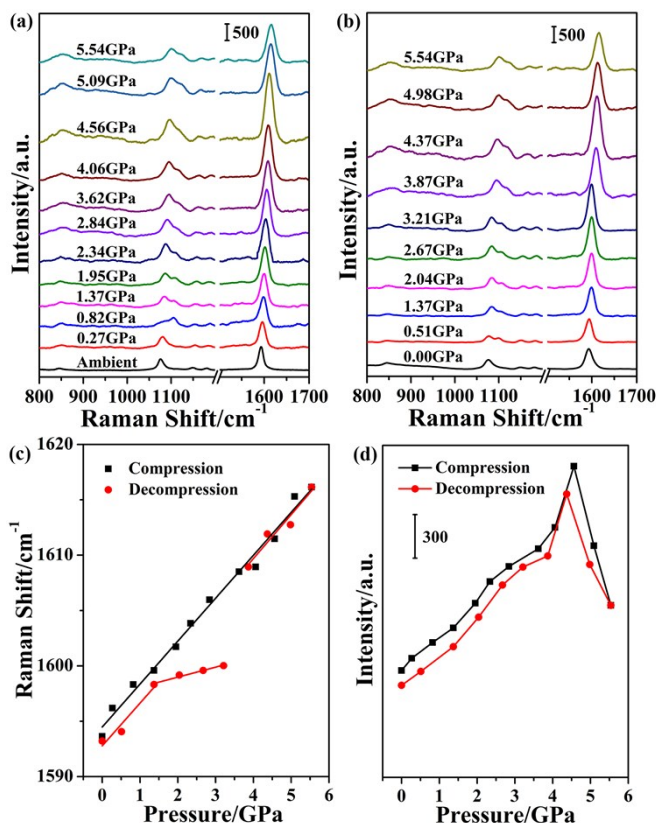 (a)
500
5.54GPa
5.09GPa
4.56GPa
4.06GPa
3.62GPa
2.84GPa
2.34GPa
1.95GPa
1.37GPa
0.82GPa
0.27GPa
Ambient
Intensity/a.u.
800 900 1000 1100 1600 1700
Raman Shift/cm-1
(b)
500
5.54GPa
4.98GPa
4.37GPa
3.87GPa
3.21GPa
2.67GPa
2.04GPa
1.37GPa
0.51GPa
0.00GPa
Intensity/a.u.
800 900 1000 1100 1600 1700
Raman Shift/cm-1
(c)
Compression
Decompression
1620
1610
1600
1590
Raman Shift/cm-1
0 1 2 3 4 5 6
Pressure/GPa
(d)
Compression
Decompression
300
Intensity/a.u.
0 1 2 3 4 5 6
Pressure/GPa